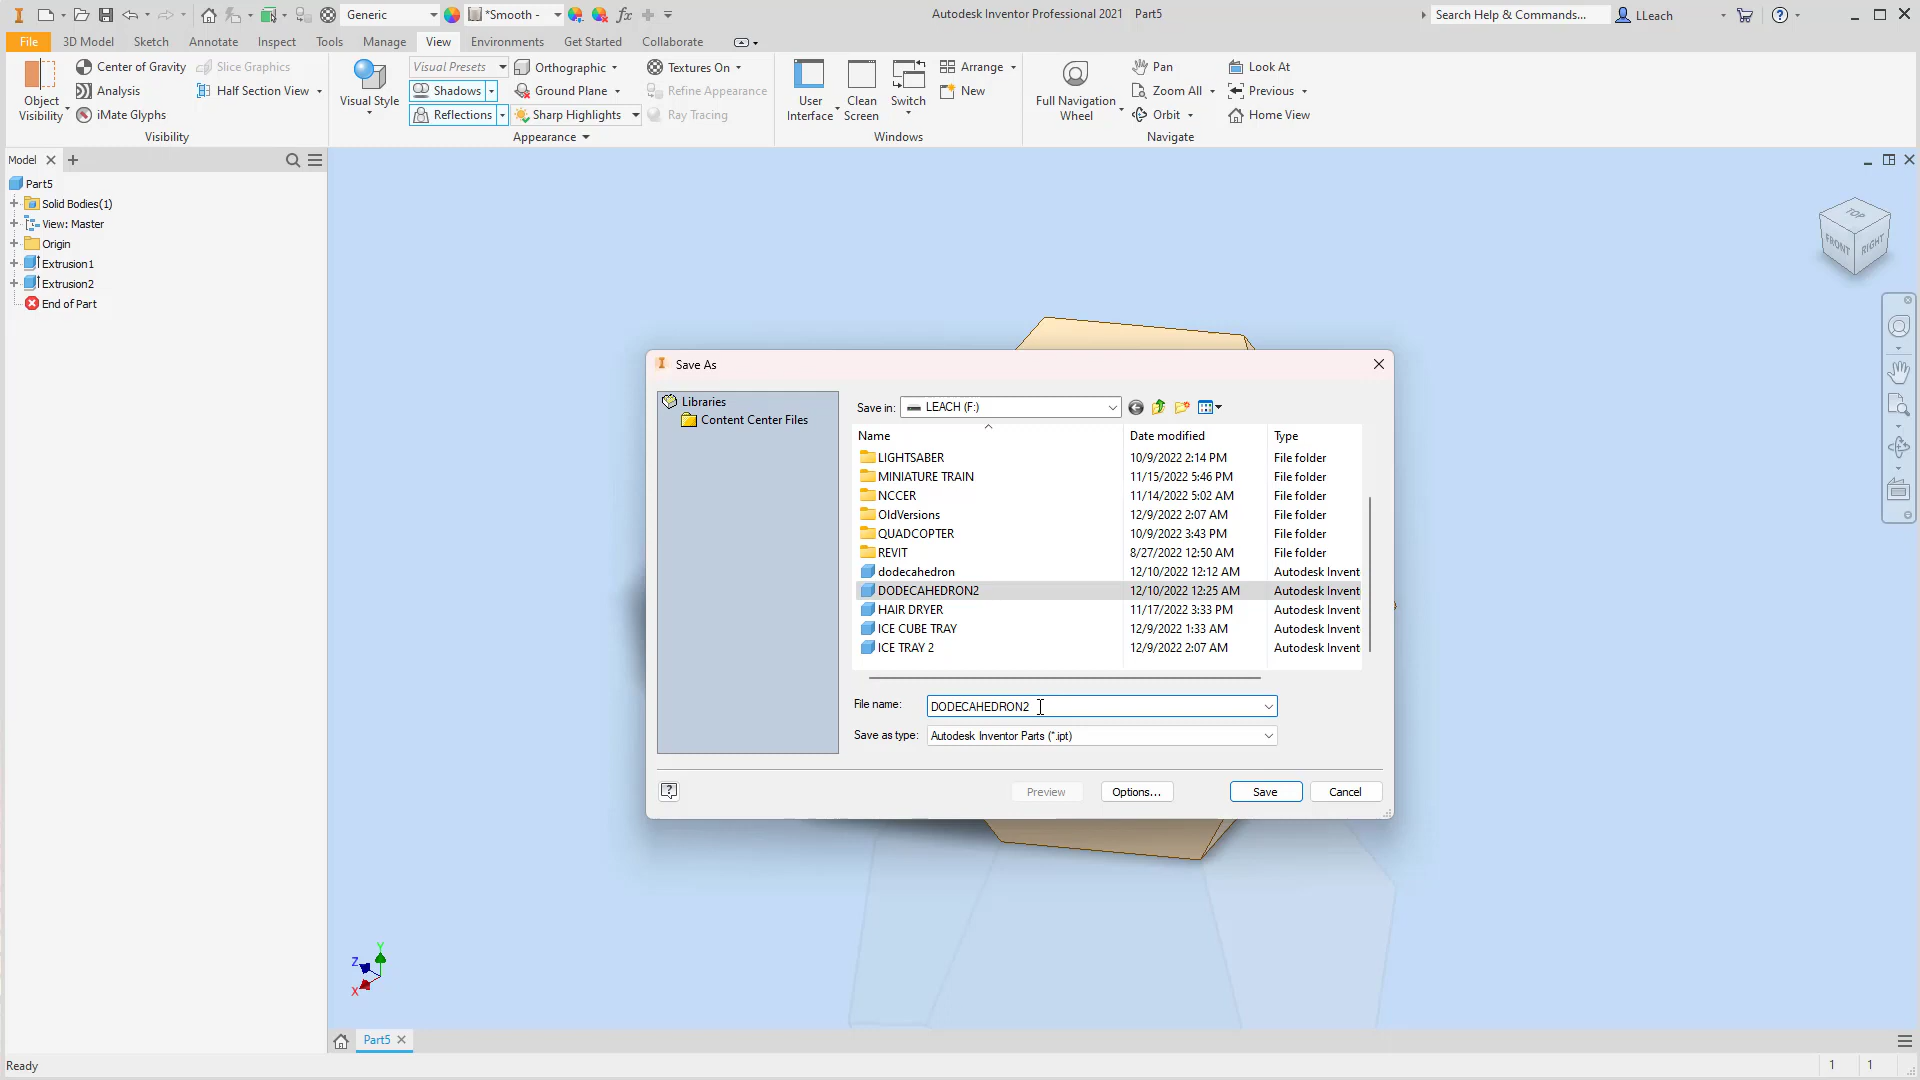 Generic
*Smooth -
Autodesk Inventor Professional 2021 Part5
Search Help & Commands...
LLeach
File 3D Model Sketch Annotate Inspect Tools Manage View Environments Get Started Collaborate
Object Visibility
Center of Gravity
Analysis
iMate Glyphs
Slice Graphics
Half Section View
Visibility
Visual Style
Visual Presets
Shadows
Reflections
Orthographic
Ground Plane
Sharp Highlights
Textures On
Refine Appearance
Ray Tracing
Appearance
User Interface
Clean Screen
Switch
Arrange
New
Windows
Full Navigation Wheel
Pan
Zoom All
Orbit
Look At
Previous
Home View
Navigate
Model
Part5
Solid Bodies(1)
View: Master
Origin
Extrusion1
Extrusion2
End of Part
TOP
FRONT
RIGHT
Save As
Libraries
Content Center Files
Save in: LEACH (F:)
Name Date modified Type
LIGHTSABER 10/9/2022 2:14 PM File folder
MINIATURE TRAIN 11/15/2022 5:46 PM File folder
NCCER 11/14/2022 5:02 AM File folder
OldVersions 12/9/2022 2:07 AM File folder
QUADCOPTER 10/9/2022 3:43 PM File folder
REVIT 8/27/2022 12:50 AM File folder
dodecahedron 12/10/2022 12:12 AM Autodesk Invent
DODECAHEDRON2 12/10/2022 12:25 AM Autodesk Invent
HAIR DRYER 11/17/2022 3:33 PM Autodesk Invent
ICE CUBE TRAY 12/9/2022 1:33 AM Autodesk Invent
ICE TRAY 2 12/9/2022 2:07 AM Autodesk Invent
File name: DODECAHEDRON2
Save as type: Autodesk Inventor Parts (*.ipt)
Preview Options... Save Cancel
Y
Z
X
Part5
Ready
1 1